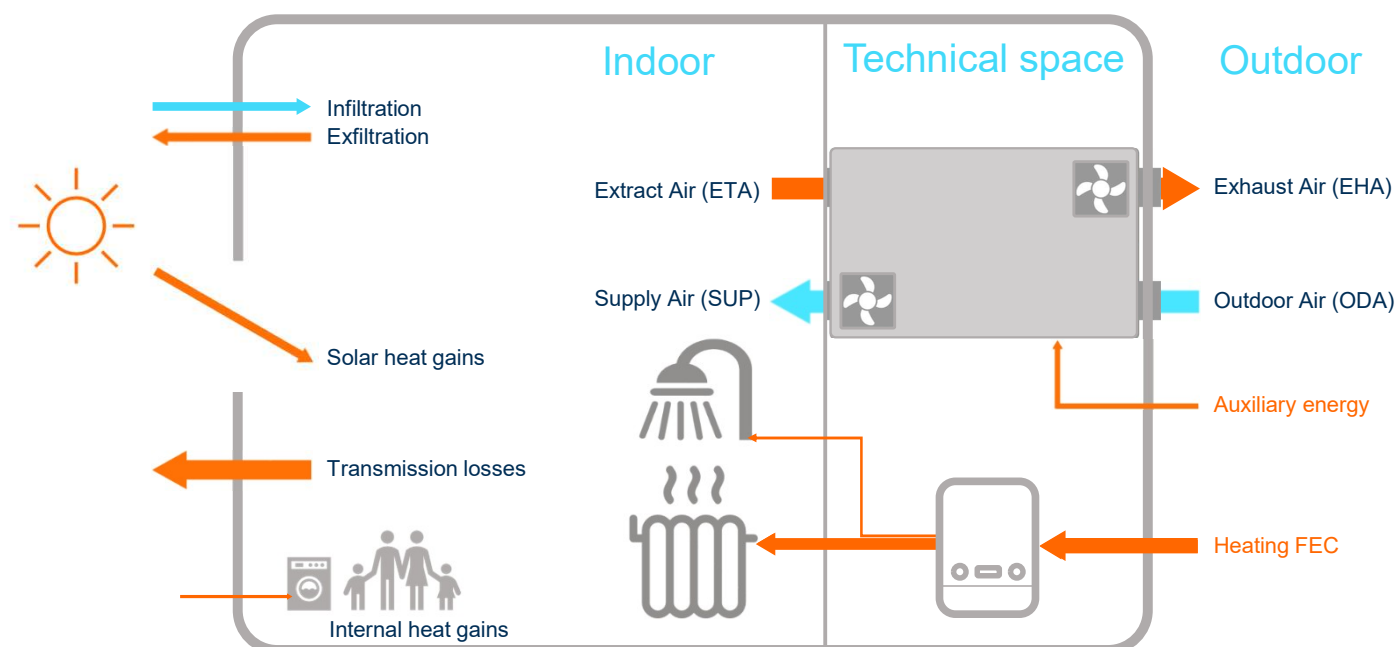 Indoor
Technical space
Outdoor
Infiltration
Exfiltration
Extract Air (ETA)
Exhaust Air (EHA)
Supply Air (SUP)
Outdoor Air (ODA)
Solar heat gains
Auxiliary energy
Transmission losses
Heating FEC
Internal heat gains